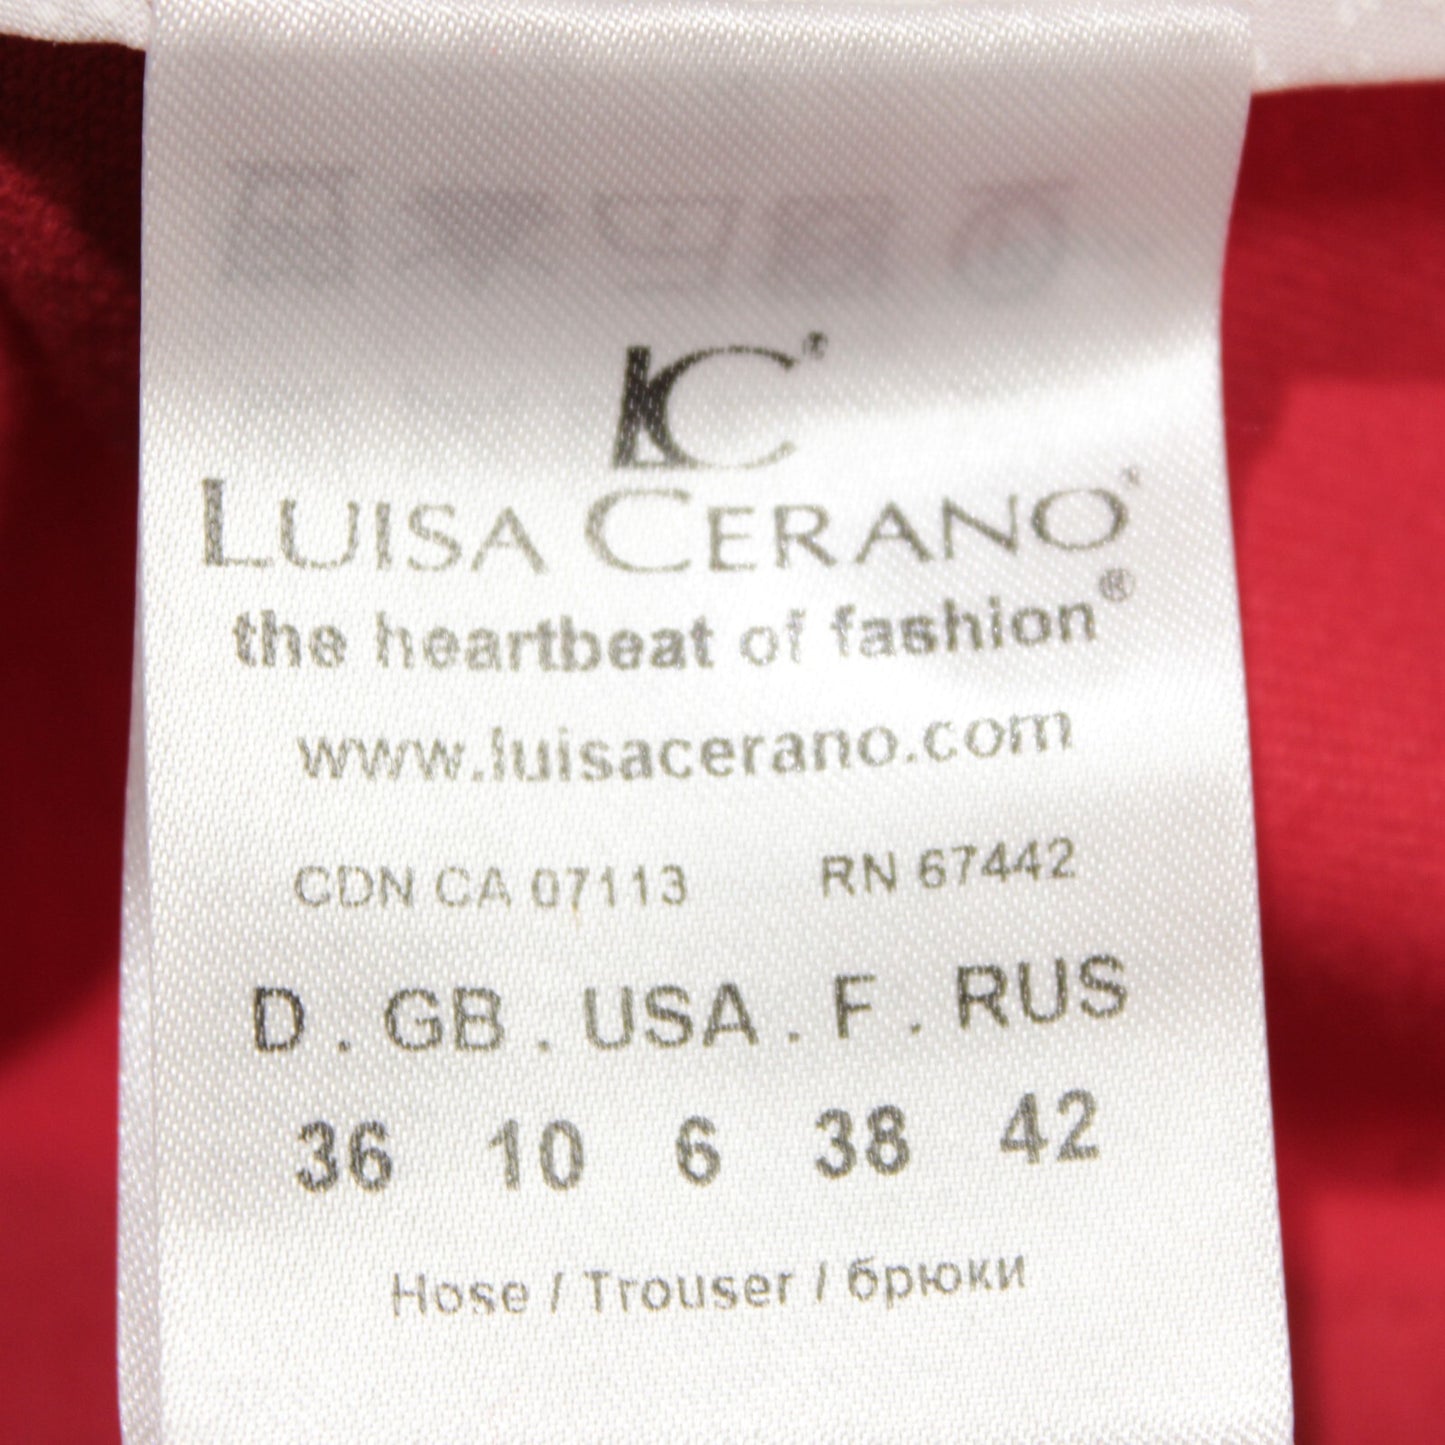 LC®
LUISA CERANO®
the heartbeat of fashion®
www.luisacerano.com
CDN CA 07113 RN 67442
D . GB . USA . F . RUS
36 10 6 38 42
Hose / Trouser / брюки